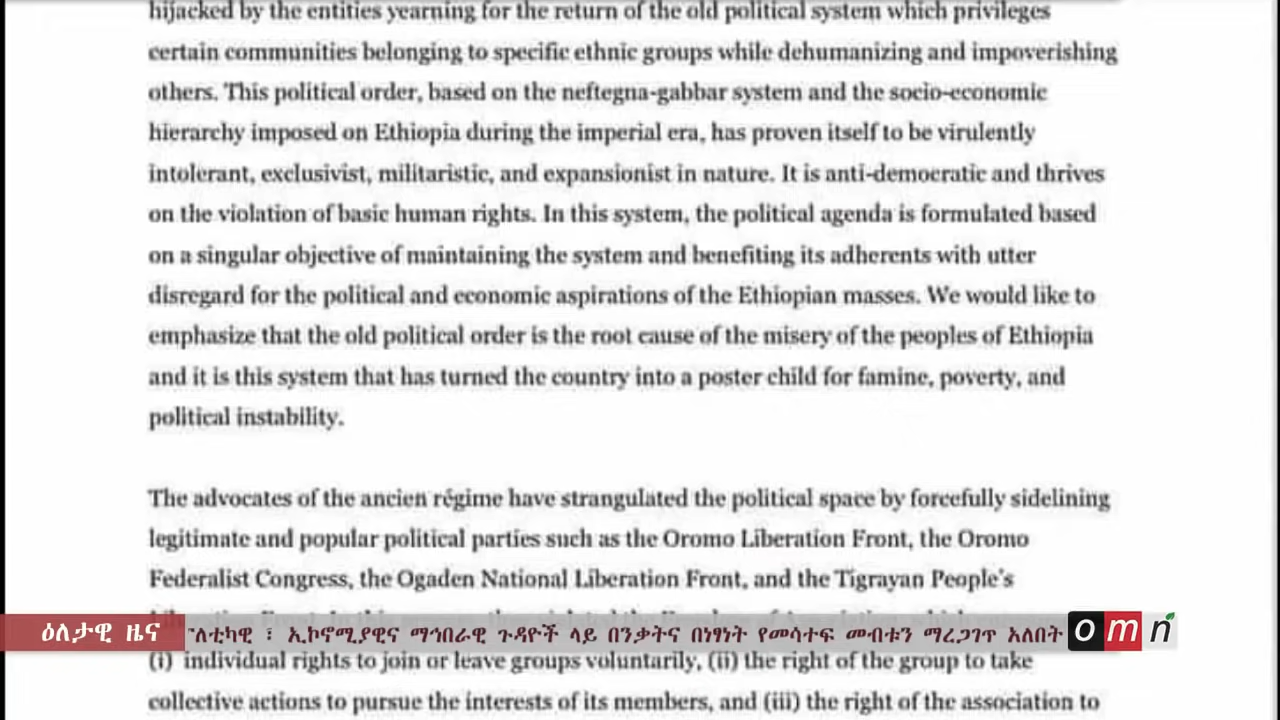 hijacked by the entities yearning for the return of the old political system which privileges
certain communities belonging to specific ethnic groups while dehumanizing and impoverishing
others. This political order, based on the neftegna-gabbar system and the socio-economic
hierarchy imposed on Ethiopia during the imperial era, has proven itself to be virulently
intolerant, exclusivist, militaristic, and expansionist in nature. It is anti-democratic and thrives
on the violation of basic human rights. In this system, the political agenda is formulated based
on a singular objective of maintaining the system and benefiting its adherents with utter
disregard for the political and economic aspirations of the Ethiopian masses. We would like to
emphasize that the old political order is the root cause of the misery of the peoples of Ethiopia
and it is this system that has turned the country into a poster child for famine, poverty, and
political instability.
The advocates of the ancien régime have strangulated the political space by forcefully sidelining
legitimate and popular political parties such as the Oromo Liberation Front, the Oromo
Federalist Congress, the Ogaden National Liberation Front, and the Tigrayan People's
ዕለታዊ ዜና
ለቲካዊ ፣ ኢኮኖሚያዊና ማኅበራዊ ጉዳዮች ላይ በንቃትና በነፃነት የመሳተፍ መብቱን ማረጋገጥ አለበት
omn
(i) individual rights to join or leave groups voluntarily, (ii) the right of the group to take
collective actions to pursue the interests of its members, and (iii) the right of the association to